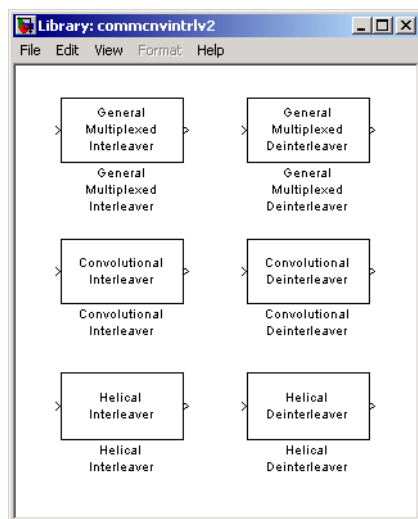 Library: commcnvintrlv2
File Edit View Format Help
General
Multiplexed
Interleaver
General
Multiplexed
Interleaver
General
Multiplexed
Deinterleaver
General
Multiplexed
Deinterleaver
Convolutional
Interleaver
Convolutional
Interleaver
Convolutional
Deinterleaver
Convolutional
Deinterleaver
Helical
Interleaver
Helical
Interleaver
Helical
Deinterleaver
Helical
Deinterleaver